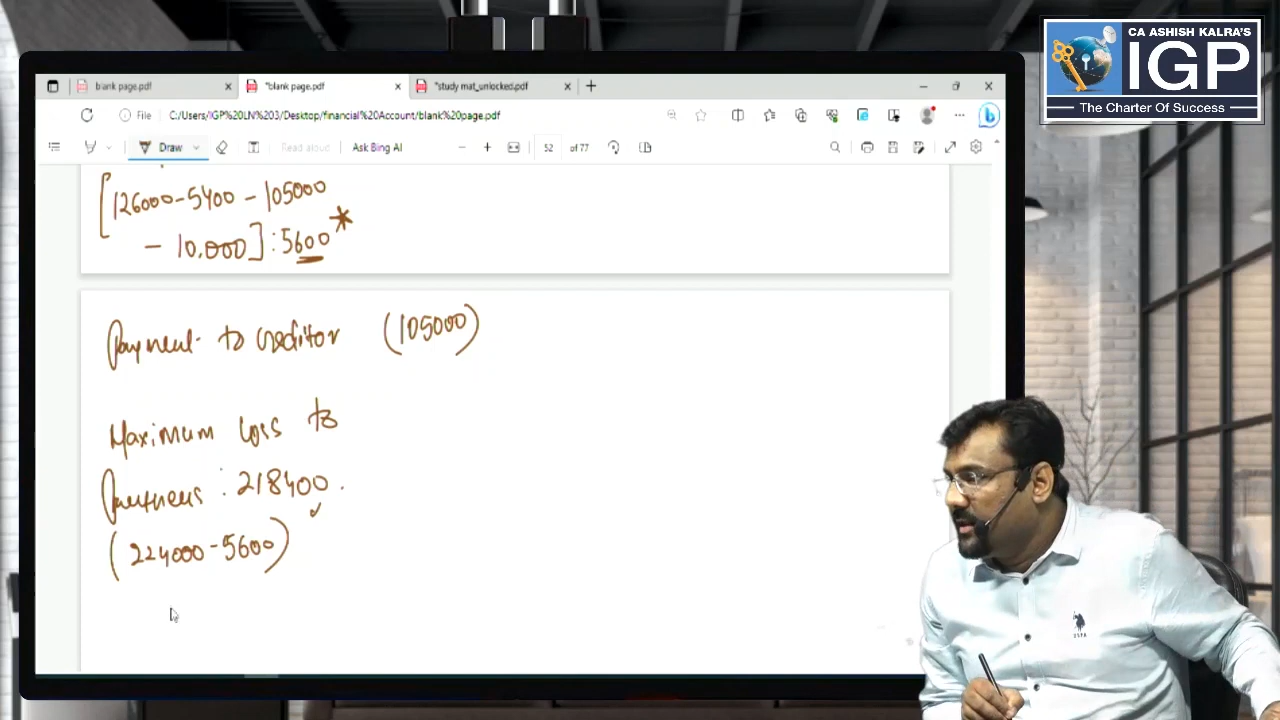 CA ASHISH KALRA'S
IGP
The Charter Of Success
blank page.pdf
*blank page.pdf
*study mat_unlocked.pdf
File
C:/Users/IGP%20LN%203/Desktop/financial%20Account/blank%20page.pdf
Draw
Read aloud
Ask Bing AI
52
of 77
[126000-5400 - 105000
- 10,000] : 5600 *
Payment to Creditor (105000)
Maximum Loss to
Partners : 218400.
(224000-5600)
USPA